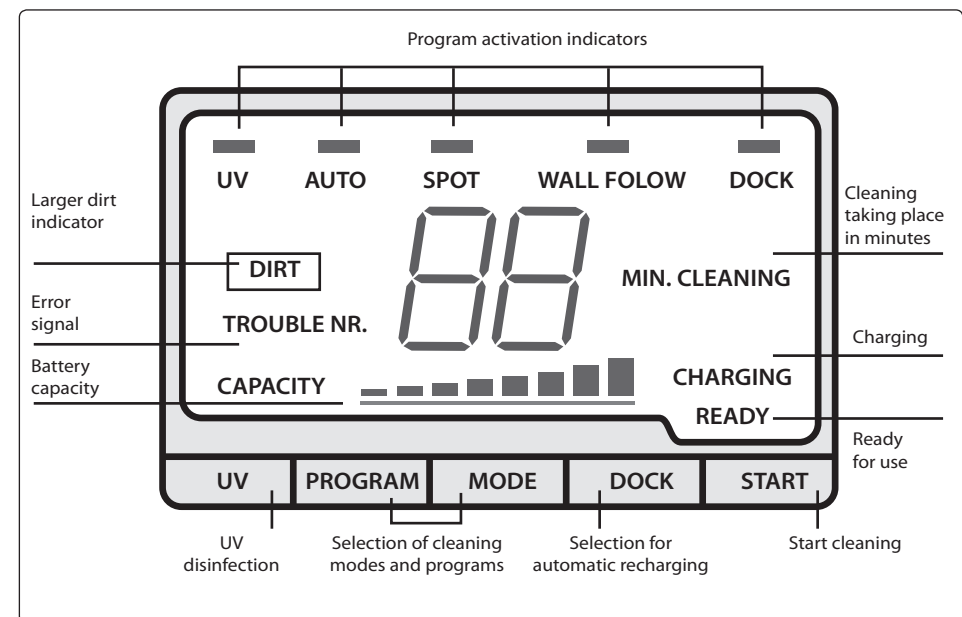 Program activation indicators
UV AUTO SPOT WALL FOLOW DOCK
Larger dirt
indicator
Cleaning
taking place
in minutes
DIRT
88
MIN. CLEANING
Error
signal
TROUBLE NR.
Charging
Battery
capacity
CAPACITY
CHARGING
READY
Ready
for use
UV PROGRAM MODE DOCK START
UV
disinfection
Selection of cleaning
modes and programs
Selection for
automatic recharging
Start cleaning